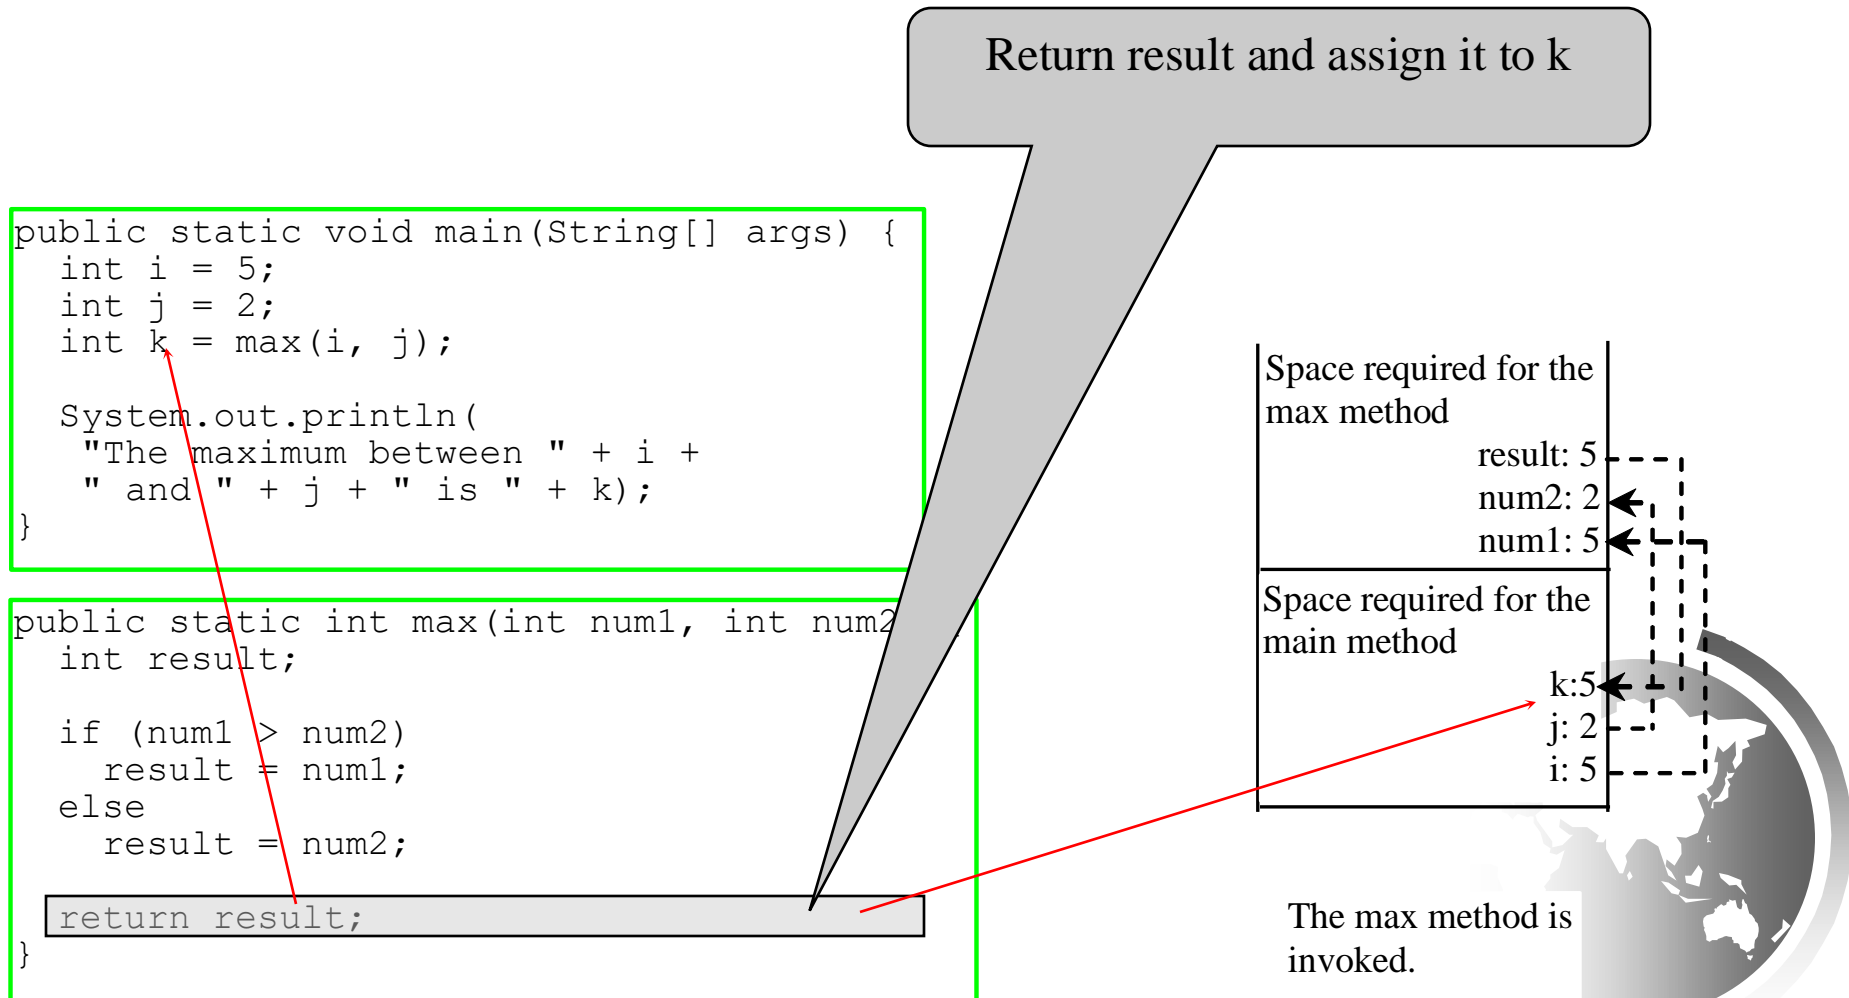 Return result and assign it to k
public static void main(String[] args) {
  int i = 5;
  int j = 2;
  int k = max(i, j);
  System.out.println(
   "The maximum between " + i +
   " and " + j + " is " + k);
}
public static int max(int num1, int num2
  int result;
  if (num1 > num2)
    result = num1;
  else
    result = num2;
  return result;
}
Space required for the
max method
result: 5
num2: 2
num1: 5
Space required for the
main method
k:5
j: 2
i: 5
The max method is
invoked.